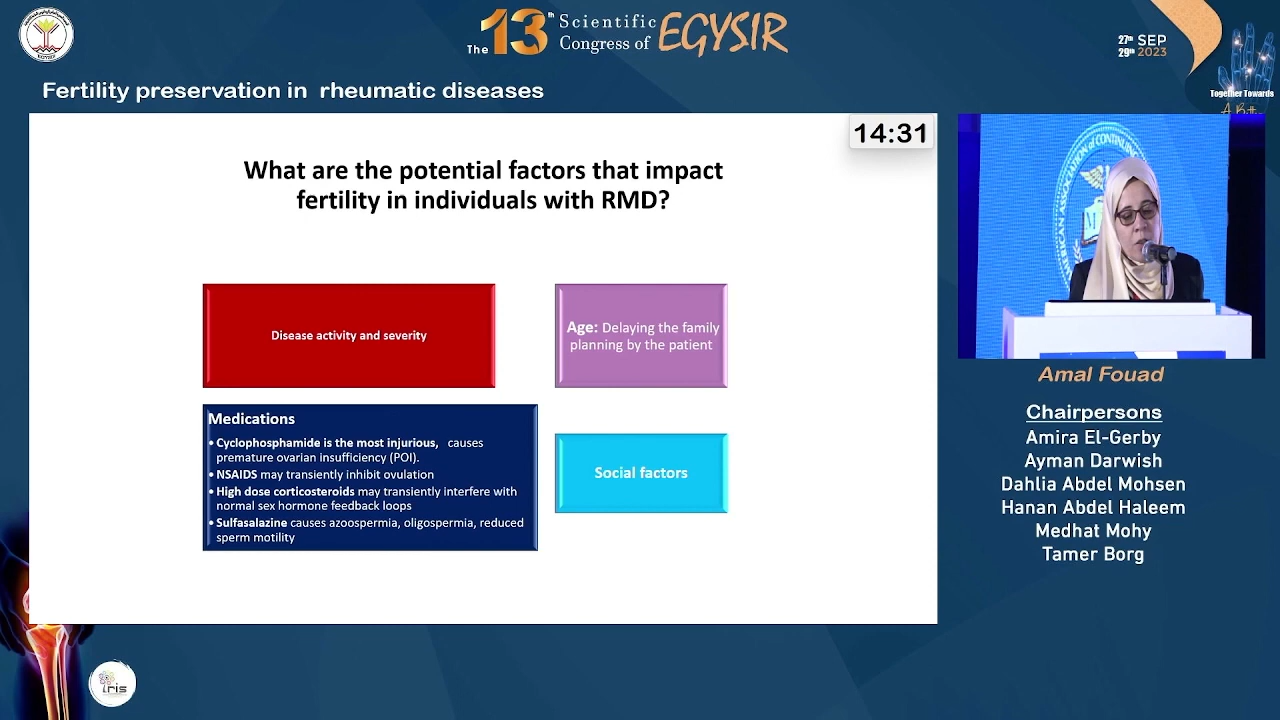 The 13th Scientific Congress of EGYSIR
27th SEP
29th 2023
Together Towards
Fertility preservation in rheumatic diseases
14:31
What are the potential factors that impact
fertility in individuals with RMD?
Disease activity and severity
Age: Delaying the family
planning by the patient
Medications
• Cyclophosphamide is the most injurious, causes
premature ovarian insufficiency (POI).
• NSAIDS may transiently inhibit ovulation
• High dose corticosteroids may transiently interfere with
normal sex hormone feedback loops
• Sulfasalazine causes azoospermia, oligospermia, reduced
sperm motility
Social factors
Amal Fouad
Chairpersons
Amira El-Gerby
Ayman Darwish
Dahlia Abdel Mohsen
Hanan Abdel Haleem
Medhat Mohy
Tamer Borg
iris